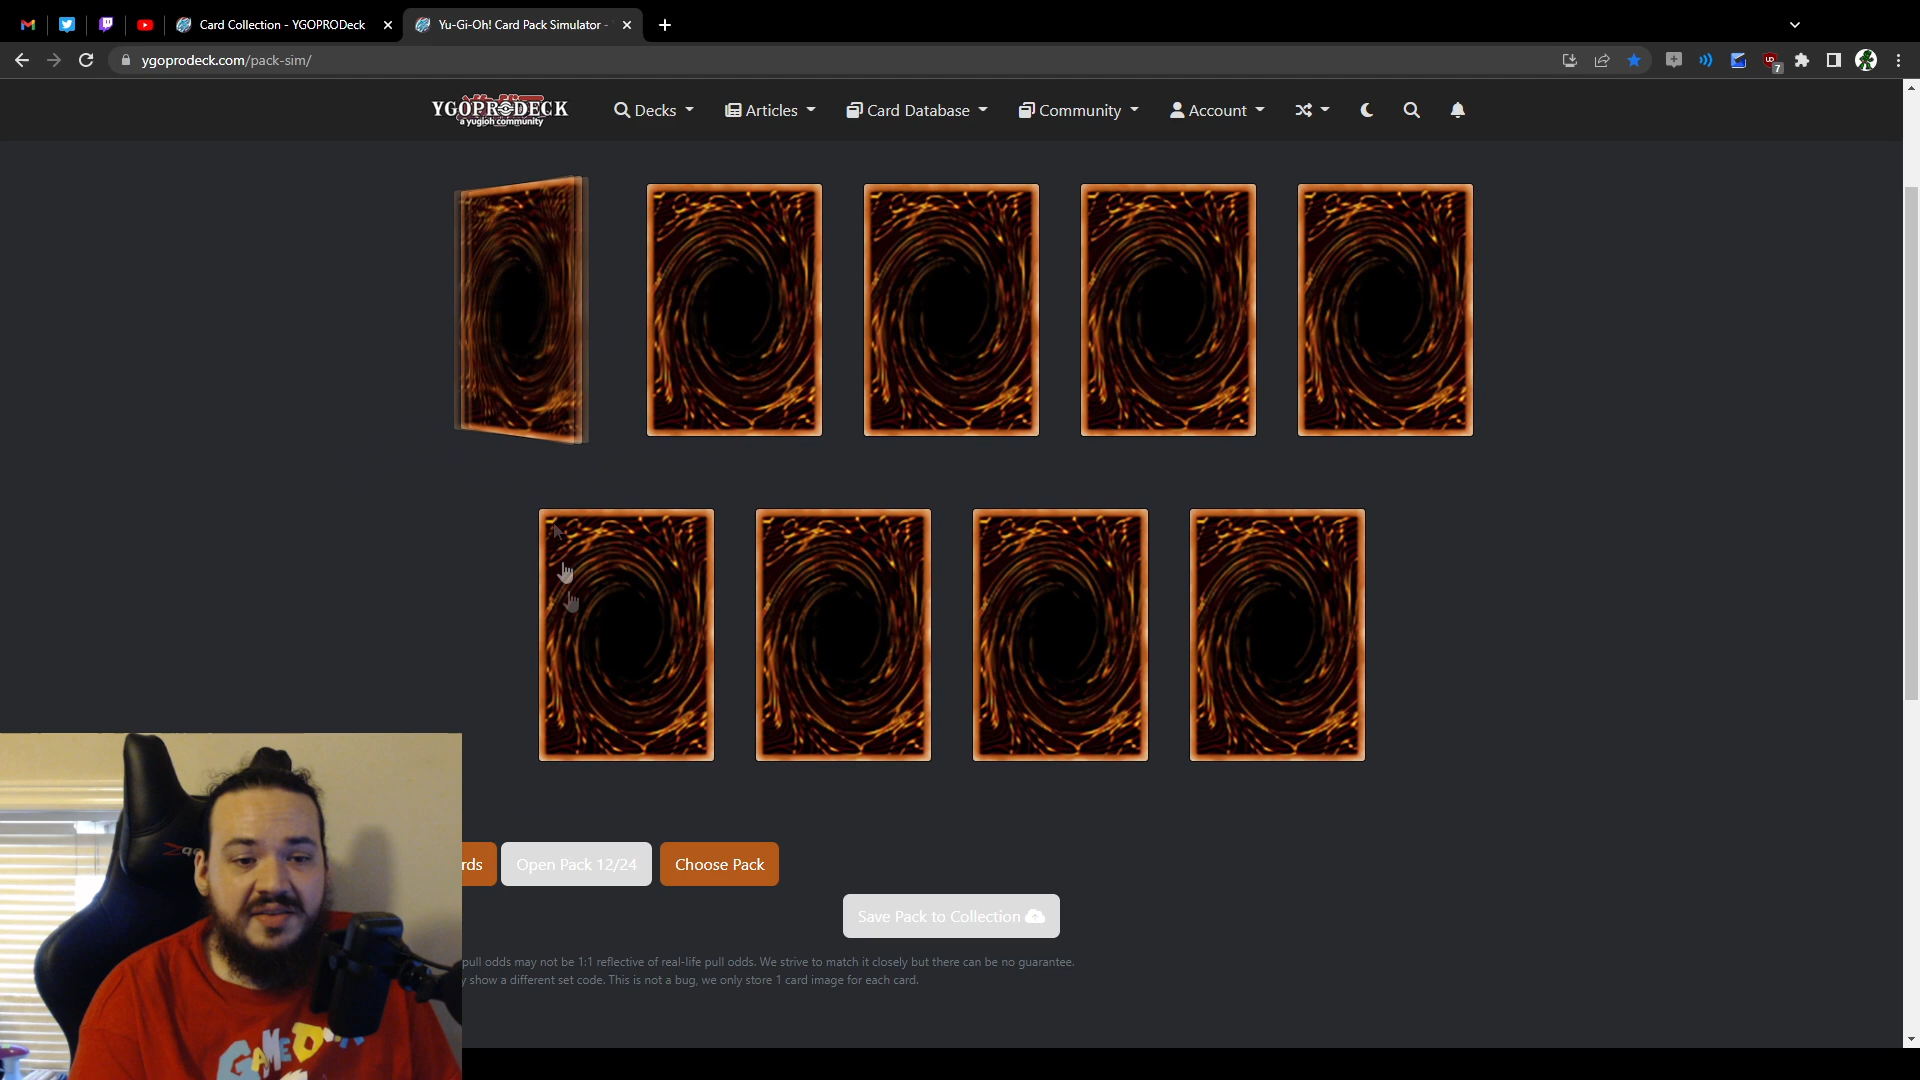 Card Collection - YGOPRODeck
Yu-Gi-Oh! Card Pack Simulator -
ygoprodeck.com/pack-sim/
7
YGOPRODECK
a yugioh community
Decks
Articles
Card Database
Community
Account
rds
Open Pack 12/24
Choose Pack
Save Pack to Collection
pull odds may not be 1:1 reflective of real-life pull odds. We strive to match it closely but there can be no guarantee.
y show a different set code. This is not a bug, we only store 1 card image for each card.